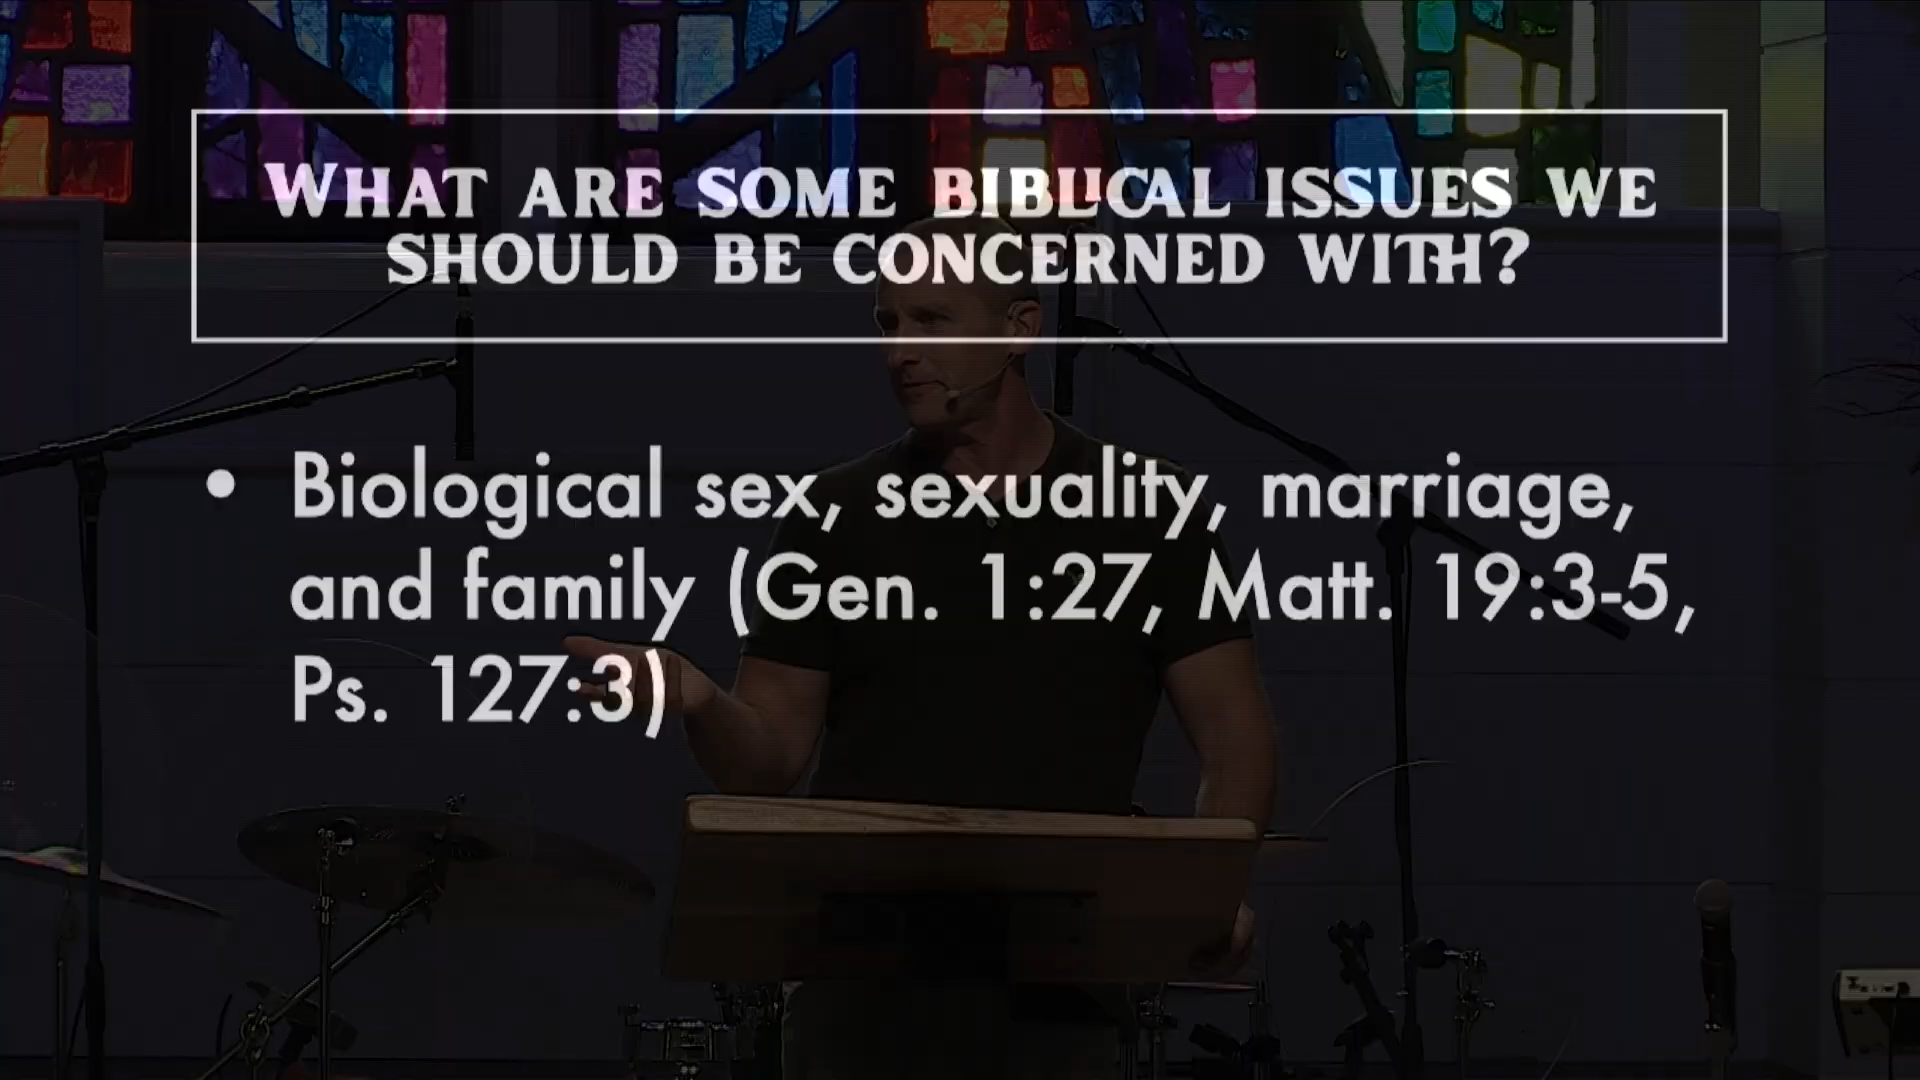 WHAT ARE SOME BIBLICAL ISSUES WE
SHOULD BE CONCERNED WITH?
• Biological sex, sexuality, marriage,
and family (Gen. 1:27, Matt. 19:3-5,
Ps. 127:3)